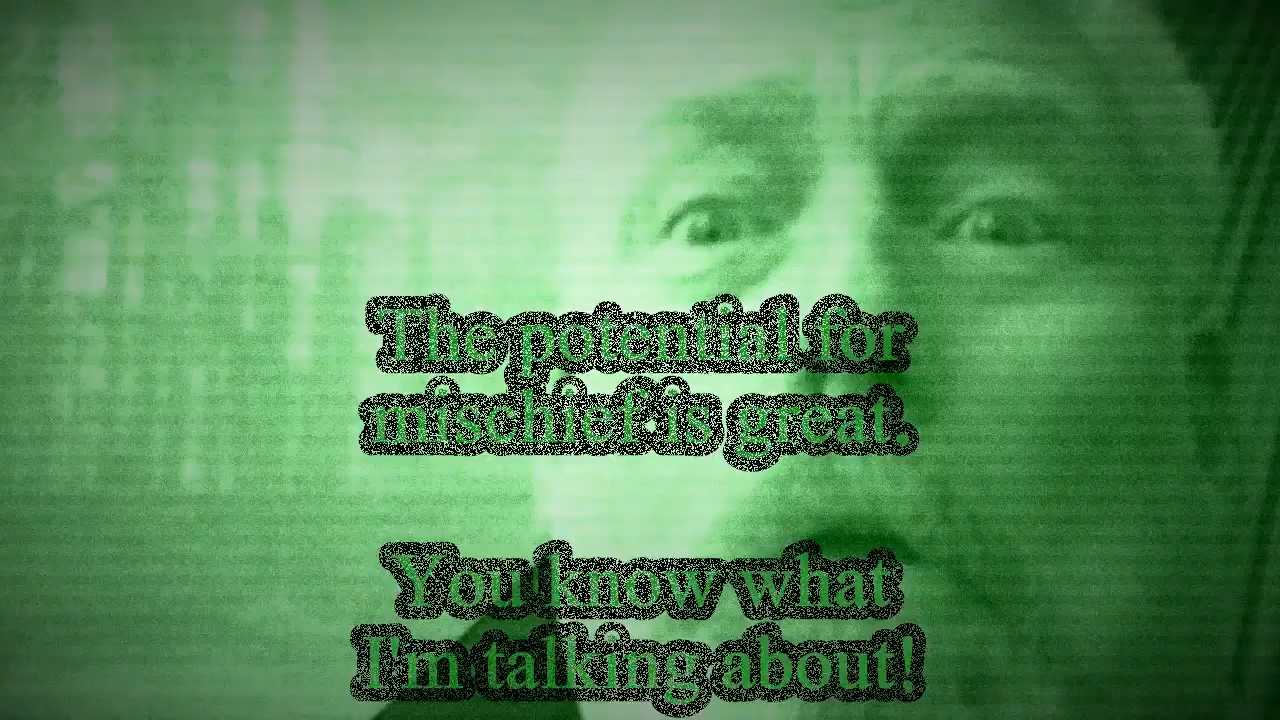 The potential for
mischief is great.
You know what
I'm talking about!